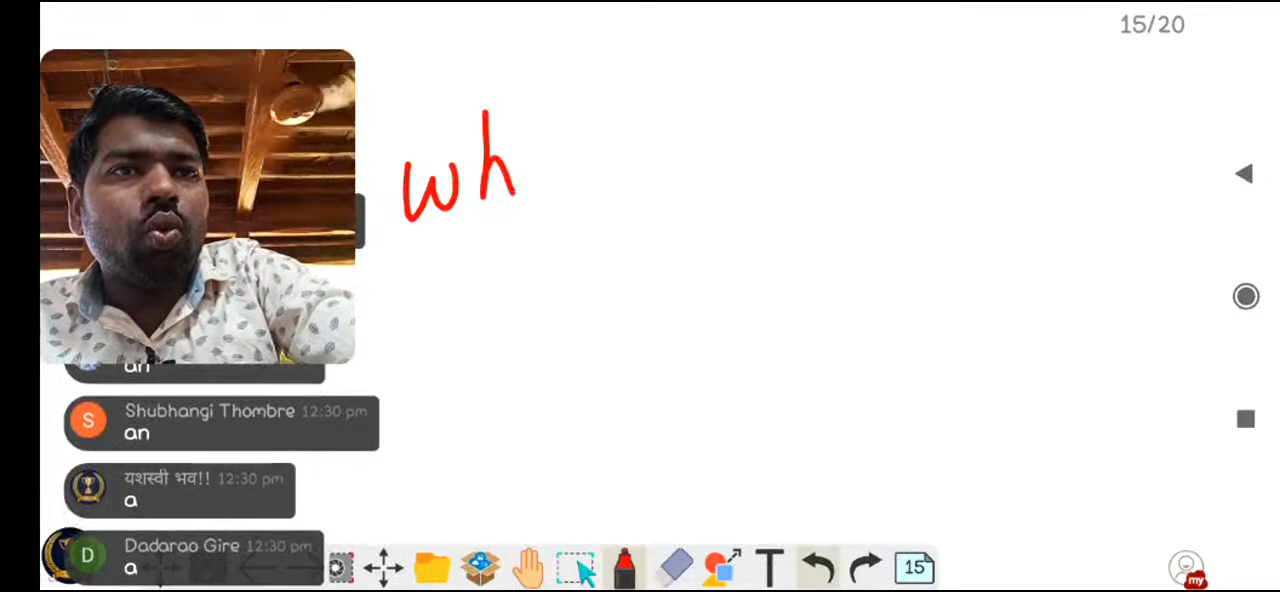 15/20
wh
an
Shubhangi Thombre 12:30 pm
an
यशस्वी भव!! 12:30 pm
a
Dadarao Gire 12:30 pm
a
T
15
my